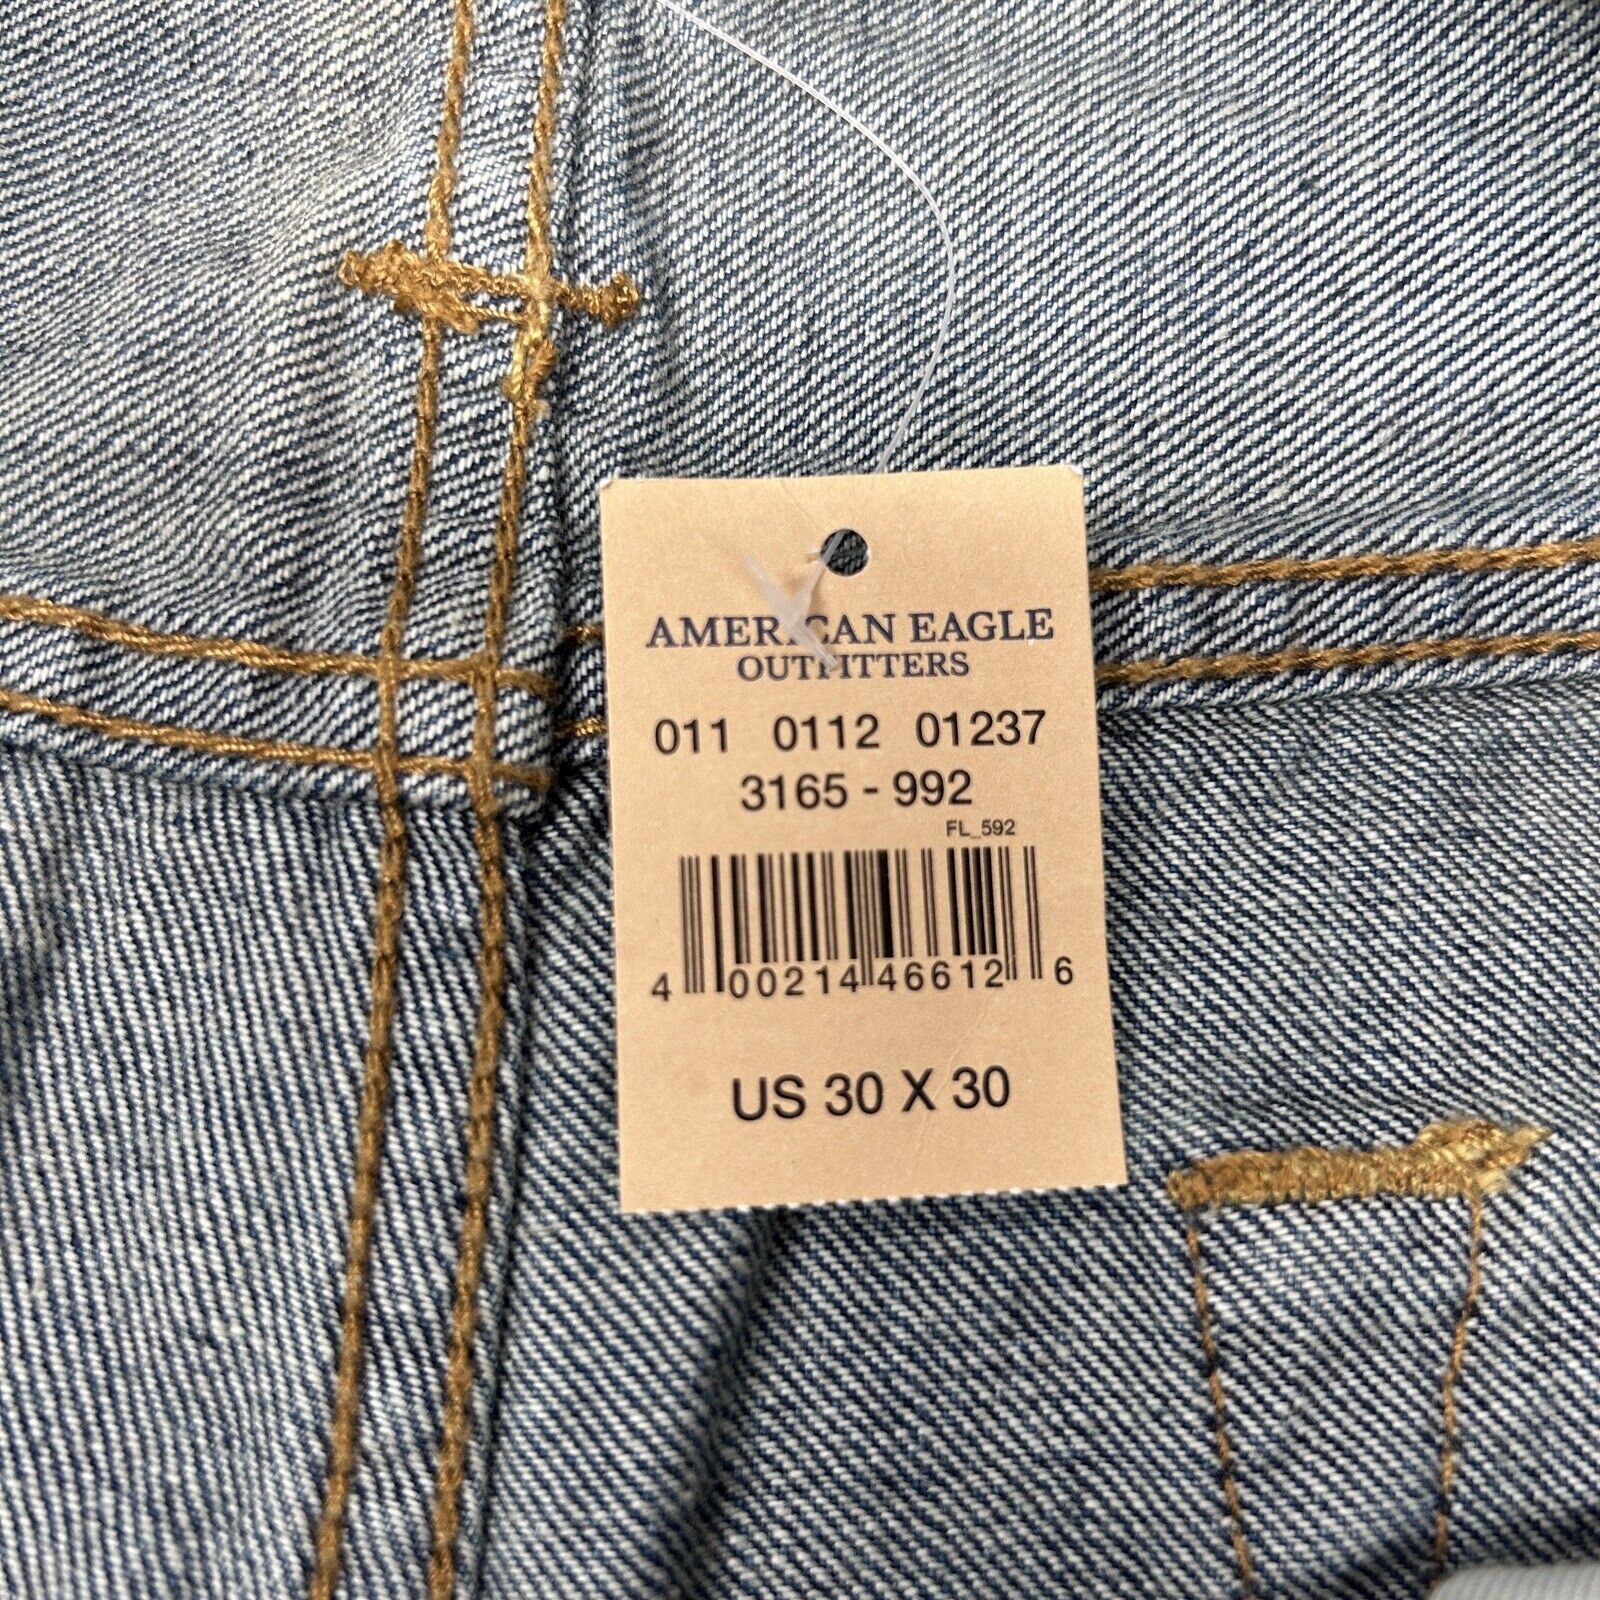 AMERICAN EAGLE
OUTFITTERS
011 0112 01237
3165 - 992
FL_592
4 00214 46612 6
US 30 X 30